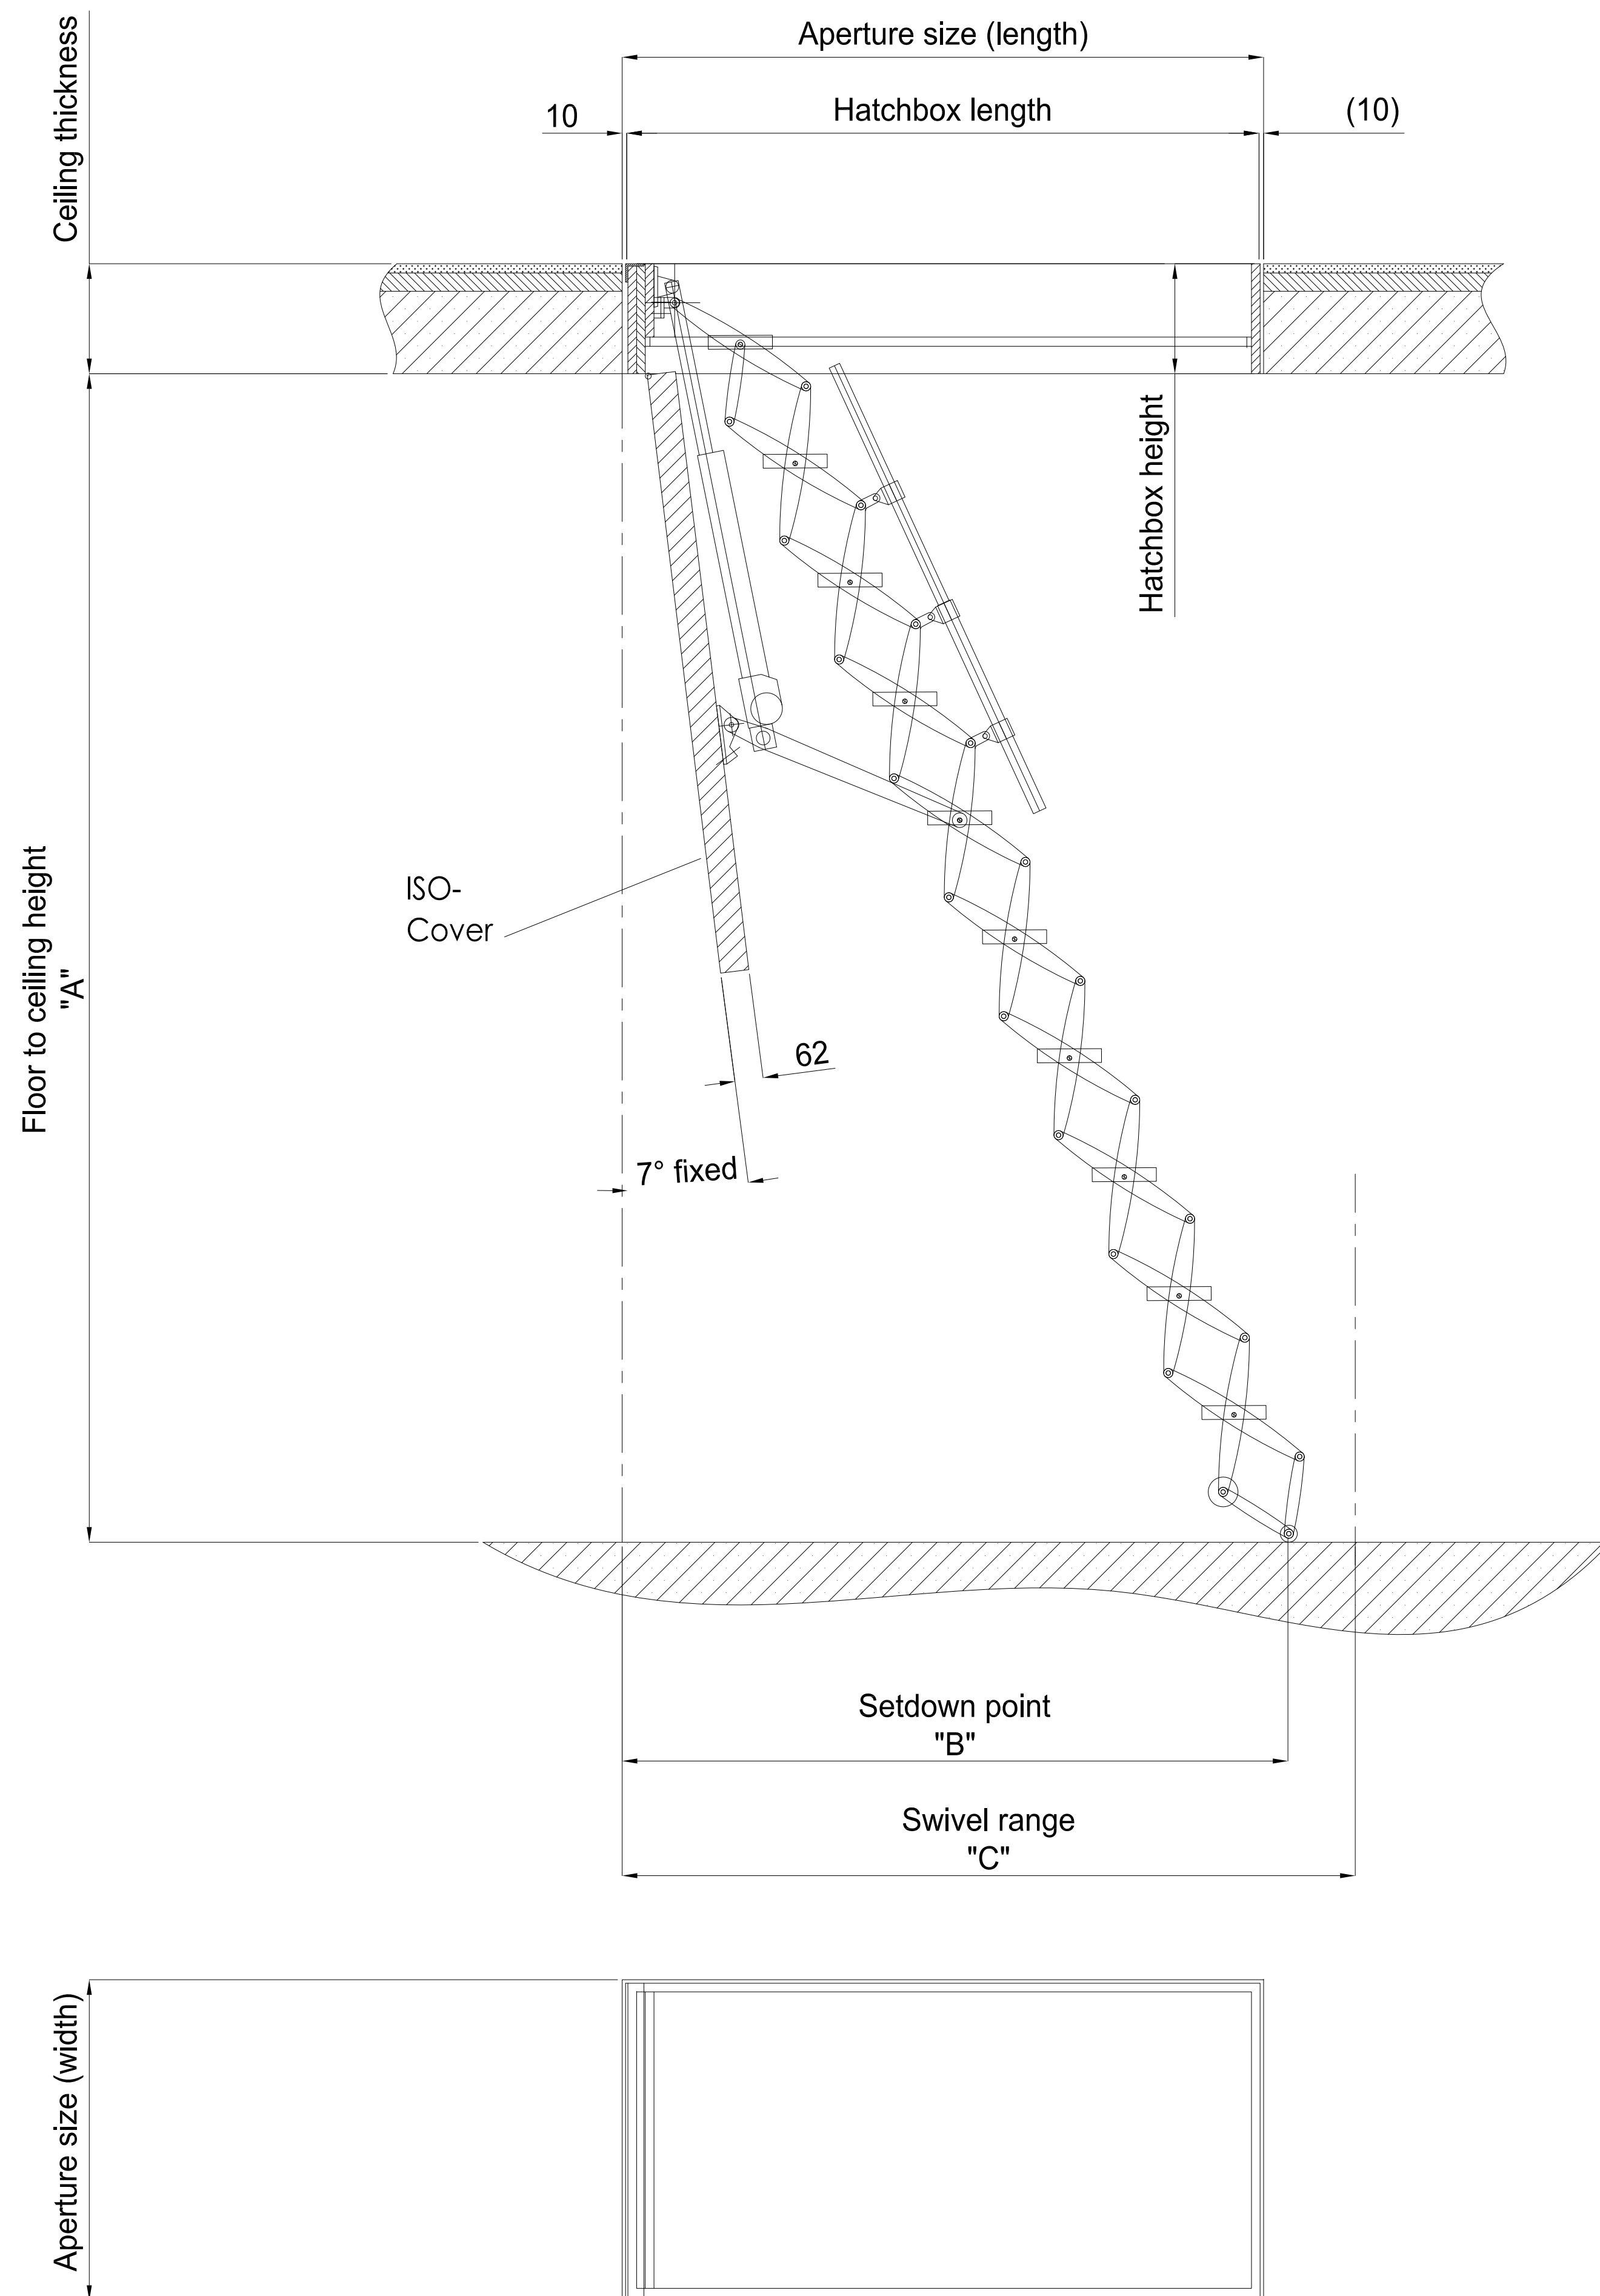 Aperture size (length)
Ceiling thickness
10
Hatchbox length
(10)
Hatchbox height
Floor to ceiling height
"A"
ISO-
Cover
62
7° fixed
Setdown point
"B"
Swivel range
"C"
Aperture size (width)